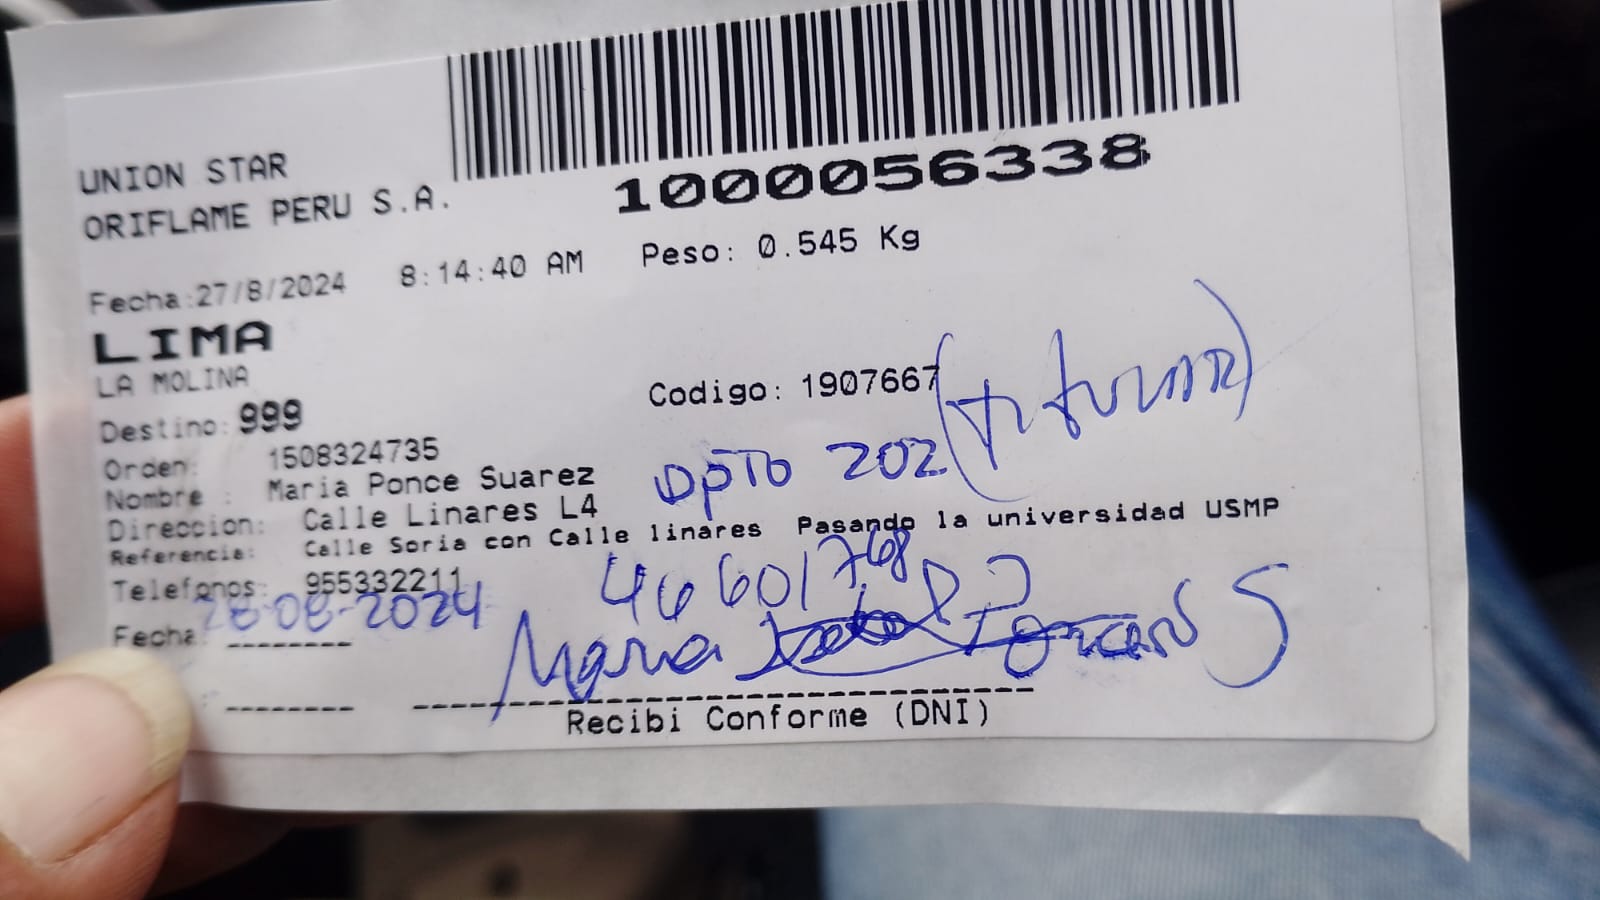 UNION STAR
ORIFLAME PERU S.A.
1000056338
Fecha:27/8/2024 8:14:40 AM Peso: 0.545 Kg
LIMA
LA MOLINA
Codigo: 1907667
(TITULAR)
Destino: 999
Orden: 1508324735
DPTO 202
Nombre : Maria Ponce Suarez
Direccion: Calle Linares L4
Referencia: Calle Soria con Calle linares Pasando la universidad USMP
Telefonos: 955332211
46601768
Fecha: 28-08-2024
Maria Ponce S
Recibi Conforme (DNI)